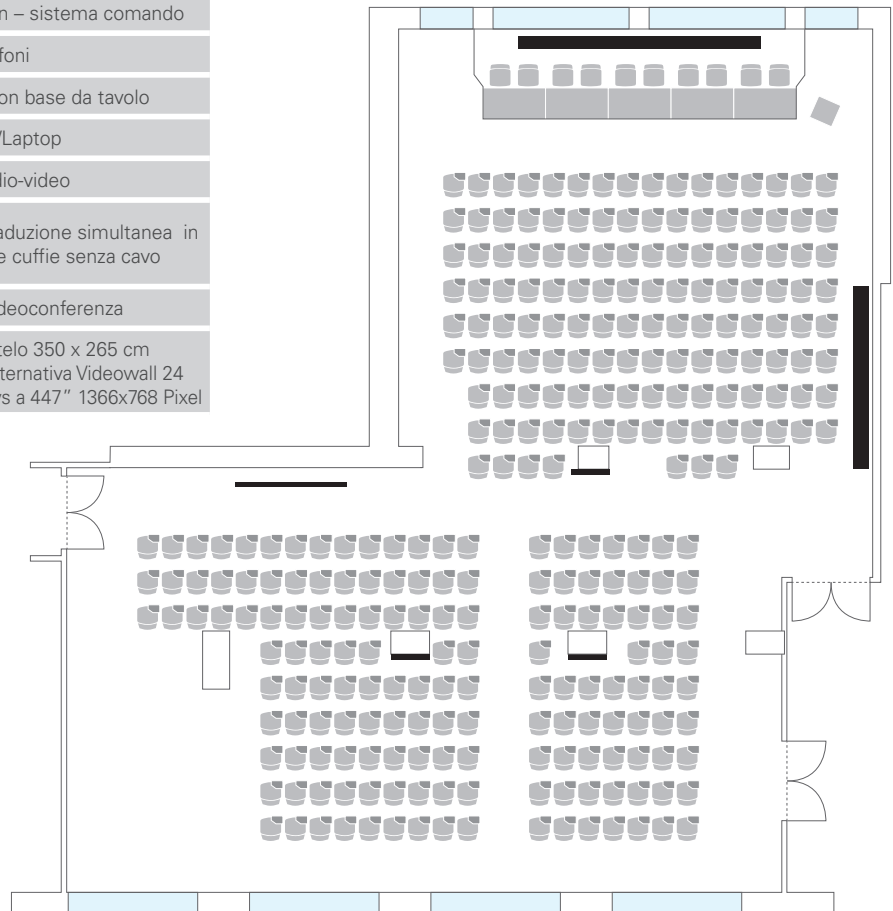 n – sistema comando
foni
on base da tavolo
/Laptop
dio-video
aduzione simultanea in
e cuffie senza cavo
deoconferenza
telo 350 x 265 cm
ternativa Videowall 24
s a 447” 1366x768 Pixel